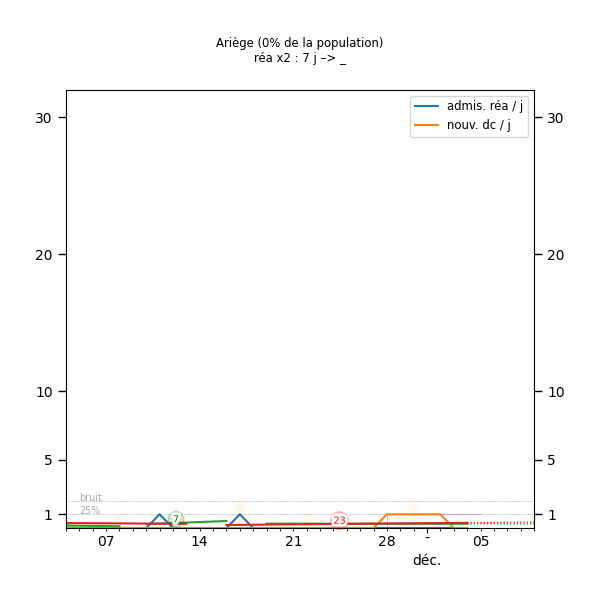 Ariège (0% de la population)
réa x2 : 7 j –> _
admis. réa / j
nouv. dc / j
30 30
20 20
10 10
5 5
bruit
25%
1 7 23 1
07 14 21 28 - 05
déc.